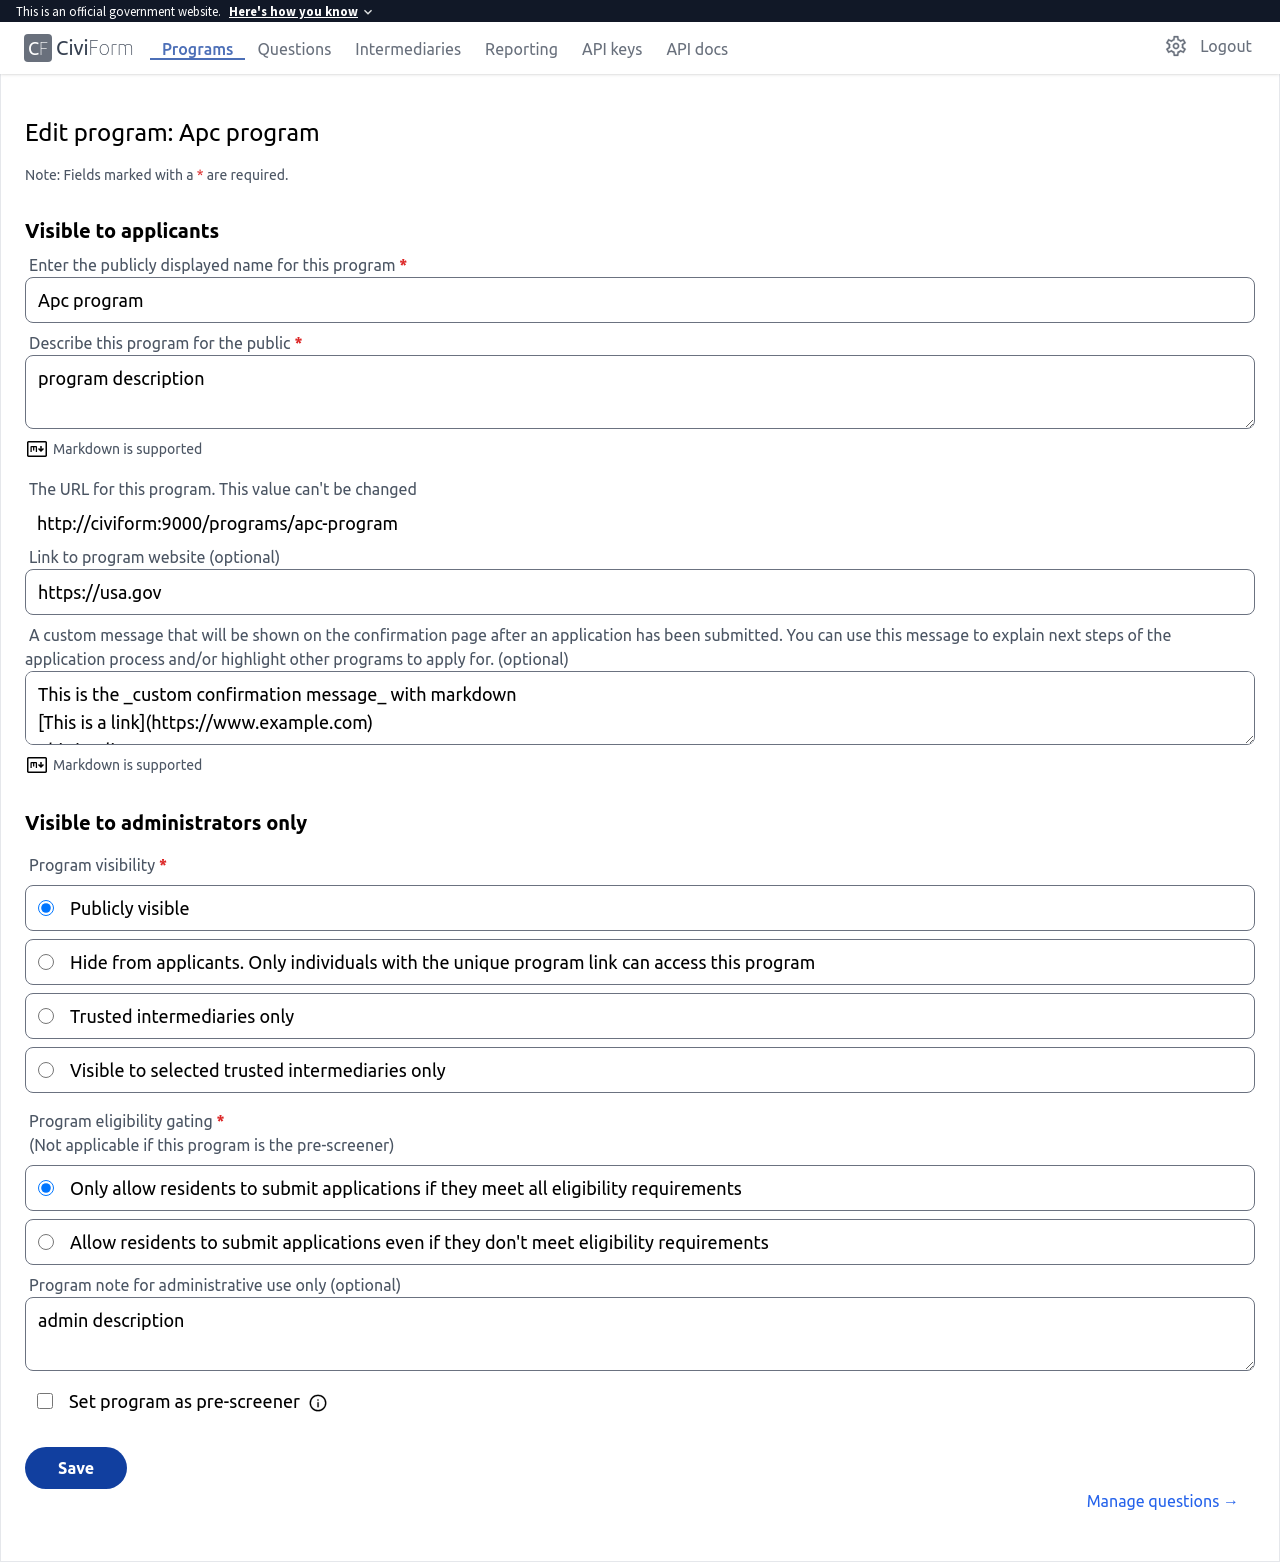 This is an official government website. Here's how you know
CF CiviForm Programs Questions Intermediaries Reporting API keys API docs Logout
Edit program: Apc program
Note: Fields marked with a * are required.
Visible to applicants
Enter the publicly displayed name for this program *
Apc program
Describe this program for the public *
program description
Markdown is supported
The URL for this program. This value can't be changed
http://civiform:9000/programs/apc-program
Link to program website (optional)
https://usa.gov
A custom message that will be shown on the confirmation page after an application has been submitted. You can use this message to explain next steps of the
application process and/or highlight other programs to apply for. (optional)
This is the _custom confirmation message_ with markdown
[This is a link](https://www.example.com)
Markdown is supported
Visible to administrators only
Program visibility *
Publicly visible
Hide from applicants. Only individuals with the unique program link can access this program
Trusted intermediaries only
Visible to selected trusted intermediaries only
Program eligibility gating *
(Not applicable if this program is the pre-screener)
Only allow residents to submit applications if they meet all eligibility requirements
Allow residents to submit applications even if they don't meet eligibility requirements
Program note for administrative use only (optional)
admin description
Set program as pre-screener
Save
Manage questions →